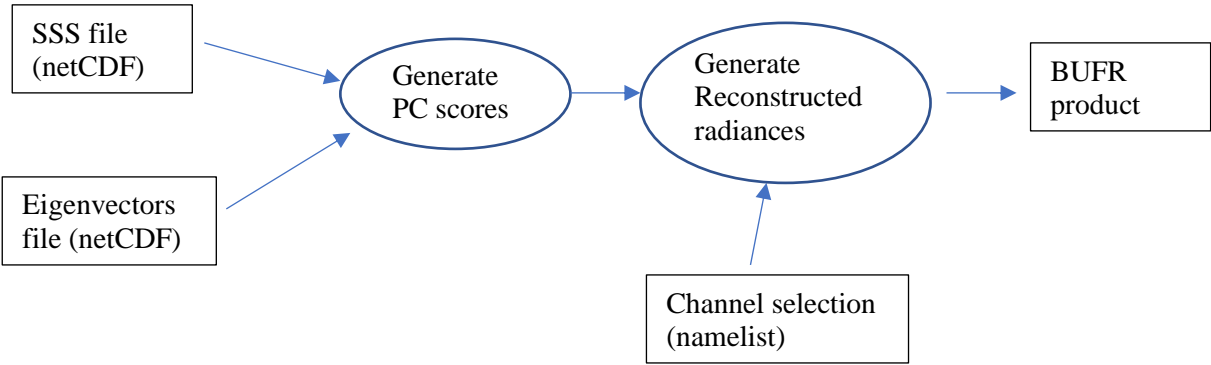 SSS file
(netCDF)
Generate
PC scores
Generate
Reconstructed
radiances
BUFR
product
Eigenvectors
file (netCDF)
Channel selection
(namelist)